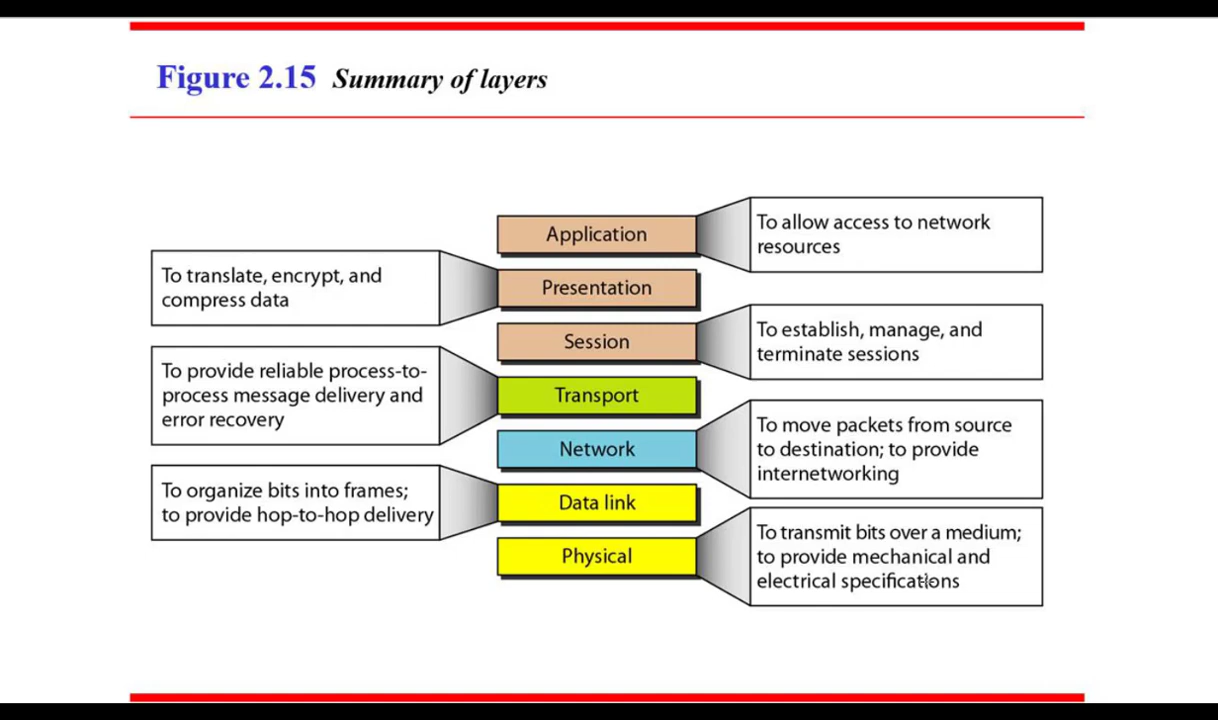 Figure 2.15 Summary of layers
Application
To allow access to network
resources
To translate, encrypt, and
compress data
Presentation
Session
To establish, manage, and
terminate sessions
To provide reliable process-to-
process message delivery and
error recovery
Transport
Network
To move packets from source
to destination; to provide
internetworking
To organize bits into frames;
to provide hop-to-hop delivery
Data link
Physical
To transmit bits over a medium;
to provide mechanical and
electrical specifications